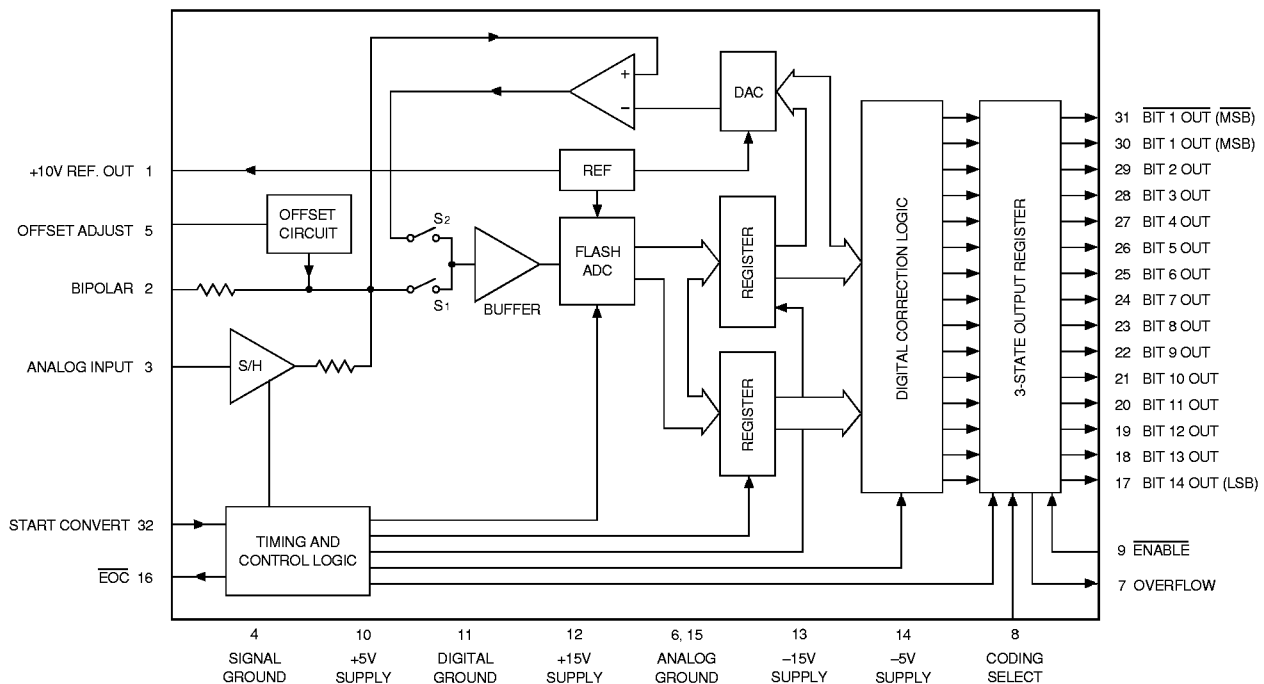 +
−
DAC
+10V REF. OUT 1
REF
OFFSET ADJUST 5
OFFSET
CIRCUIT
S2
FLASH
ADC
REGISTER
BIPOLAR 2
S1
BUFFER
ANALOG INPUT 3
S/H
REGISTER
DIGITAL CORRECTION LOGIC
3-STATE OUTPUT REGISTER
31 BIT 1 OUT (MSB)
30 BIT 1 OUT (MSB)
29 BIT 2 OUT
28 BIT 3 OUT
27 BIT 4 OUT
26 BIT 5 OUT
25 BIT 6 OUT
24 BIT 7 OUT
23 BIT 8 OUT
22 BIT 9 OUT
21 BIT 10 OUT
20 BIT 11 OUT
19 BIT 12 OUT
18 BIT 13 OUT
17 BIT 14 OUT (LSB)
START CONVERT 32
TIMING AND
CONTROL LOGIC
EOC 16
9 ENABLE
7 OVERFLOW
4
SIGNAL
GROUND
10
+5V
SUPPLY
11
DIGITAL
GROUND
12
+15V
SUPPLY
6, 15
ANALOG
GROUND
13
–15V
SUPPLY
14
–5V
SUPPLY
8
CODING
SELECT